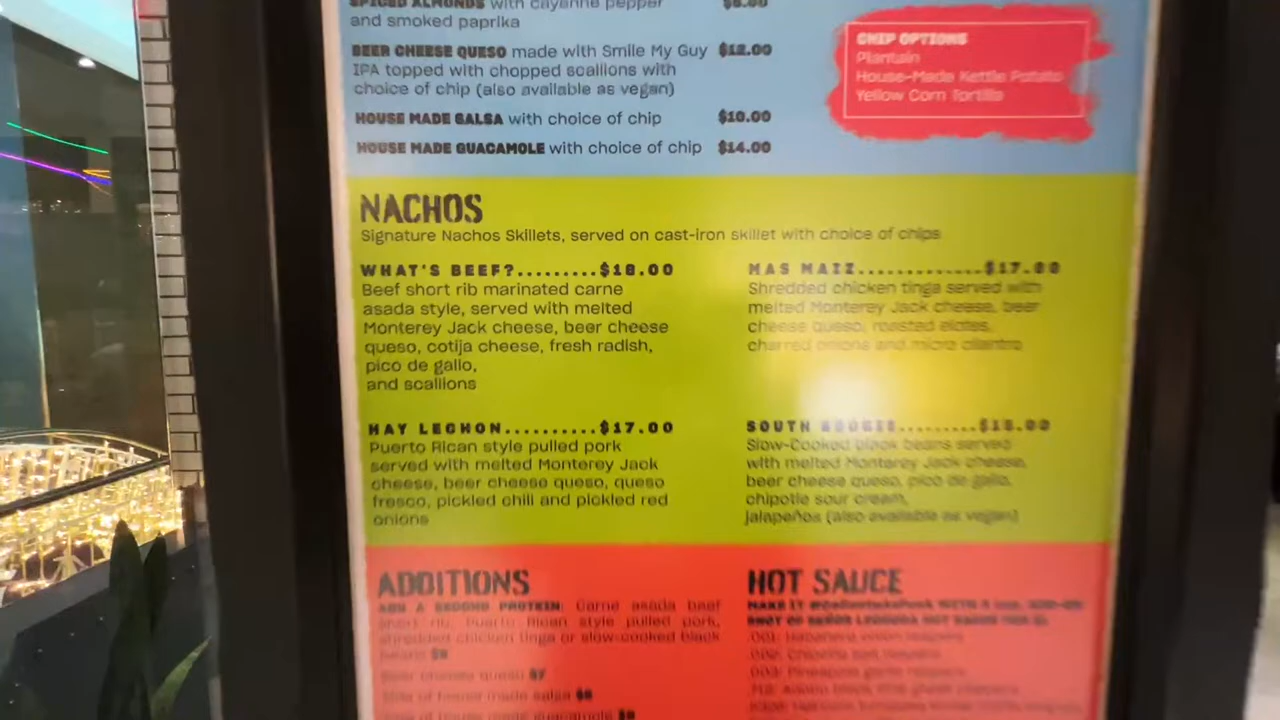 SPICED ALMONDS with cayenne pepper
and smoked paprika
BEER CHEESE QUESO made with Smile My Guy $12.00
IPA topped with chopped scallions with
choice of chip (also available as vegan)
HOUSE MADE SALSA with choice of chip $10.00
HOUSE MADE GUACAMOLE with choice of chip $14.00
CHIP OPTIONS
Plantain
House-Made Kettle Potato
Yellow Corn Tortilla
NACHOS
Signature Nachos Skillets, served on cast-iron skillet with choice of chips
WHAT'S BEEF?.........$18.00
Beef short rib marinated carne
asada style, served with melted
Monterey Jack cheese, beer cheese
queso, cotija cheese, fresh radish,
pico de gallo,
and scallions
MAS MAIZ.............$17.00
Shredded chicken tinga served with
melted Monterey Jack cheese, beer
cheese queso, roasted elotes,
charred onions and micro cilantro
HAY LECHON..........$17.00
Puerto Rican style pulled pork
served with melted Monterey Jack
cheese, beer cheese queso, queso
fresco, pickled chili and pickled red
onions
SOUTH
Slow-Cooked black beans served
with melted Monterey Jack cheese,
beer cheese queso, pico de gallo,
chipotle sour cream,
jalapeños (also available as vegan)
ADDITIONS
ADD A SECOND PROTEIN: Carne asada beef
short rib, Puerto Rican style pulled pork,
shredded chicken tinga or slow-cooked black
beans
Beer cheese queso $7
Side of house made salsa
Side of house made guacamole
HOT SAUCE
MAKE IT